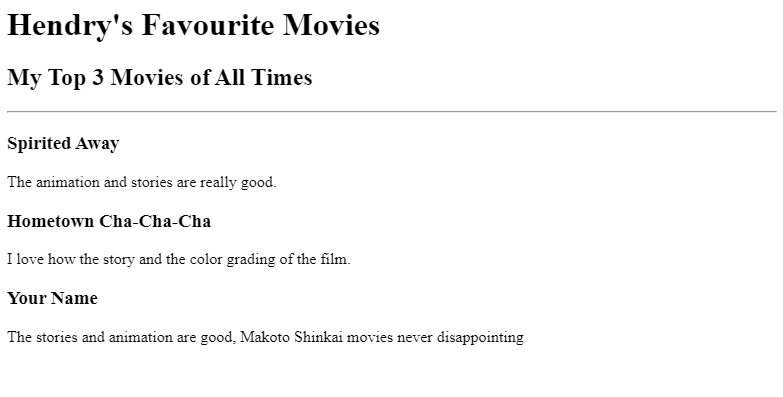 Hendry's Favourite Movies
My Top 3 Movies of All Times
Spirited Away
The animation and stories are really good.
Hometown Cha-Cha-Cha
I love how the story and the color grading of the film.
Your Name
The stories and animation are good, Makoto Shinkai movies never disappointing